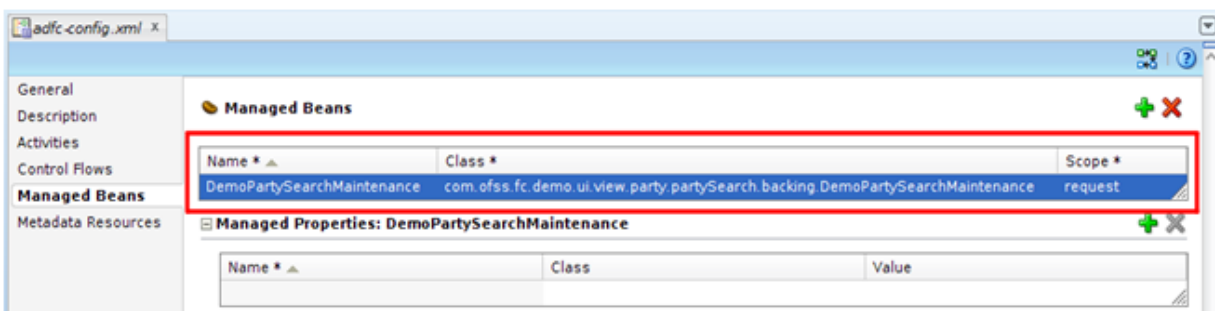 adfc-config.xml x
General
Description
Activities
Control Flows
Managed Beans
Metadata Resources
Managed Beans
Name * Class * Scope *
DemoPartySearchMaintenance com.ofss.fc.demo.ui.view.party.partySearch.backing.DemoPartySearchMaintenance request
Managed Properties: DemoPartySearchMaintenance
Name * Class Value